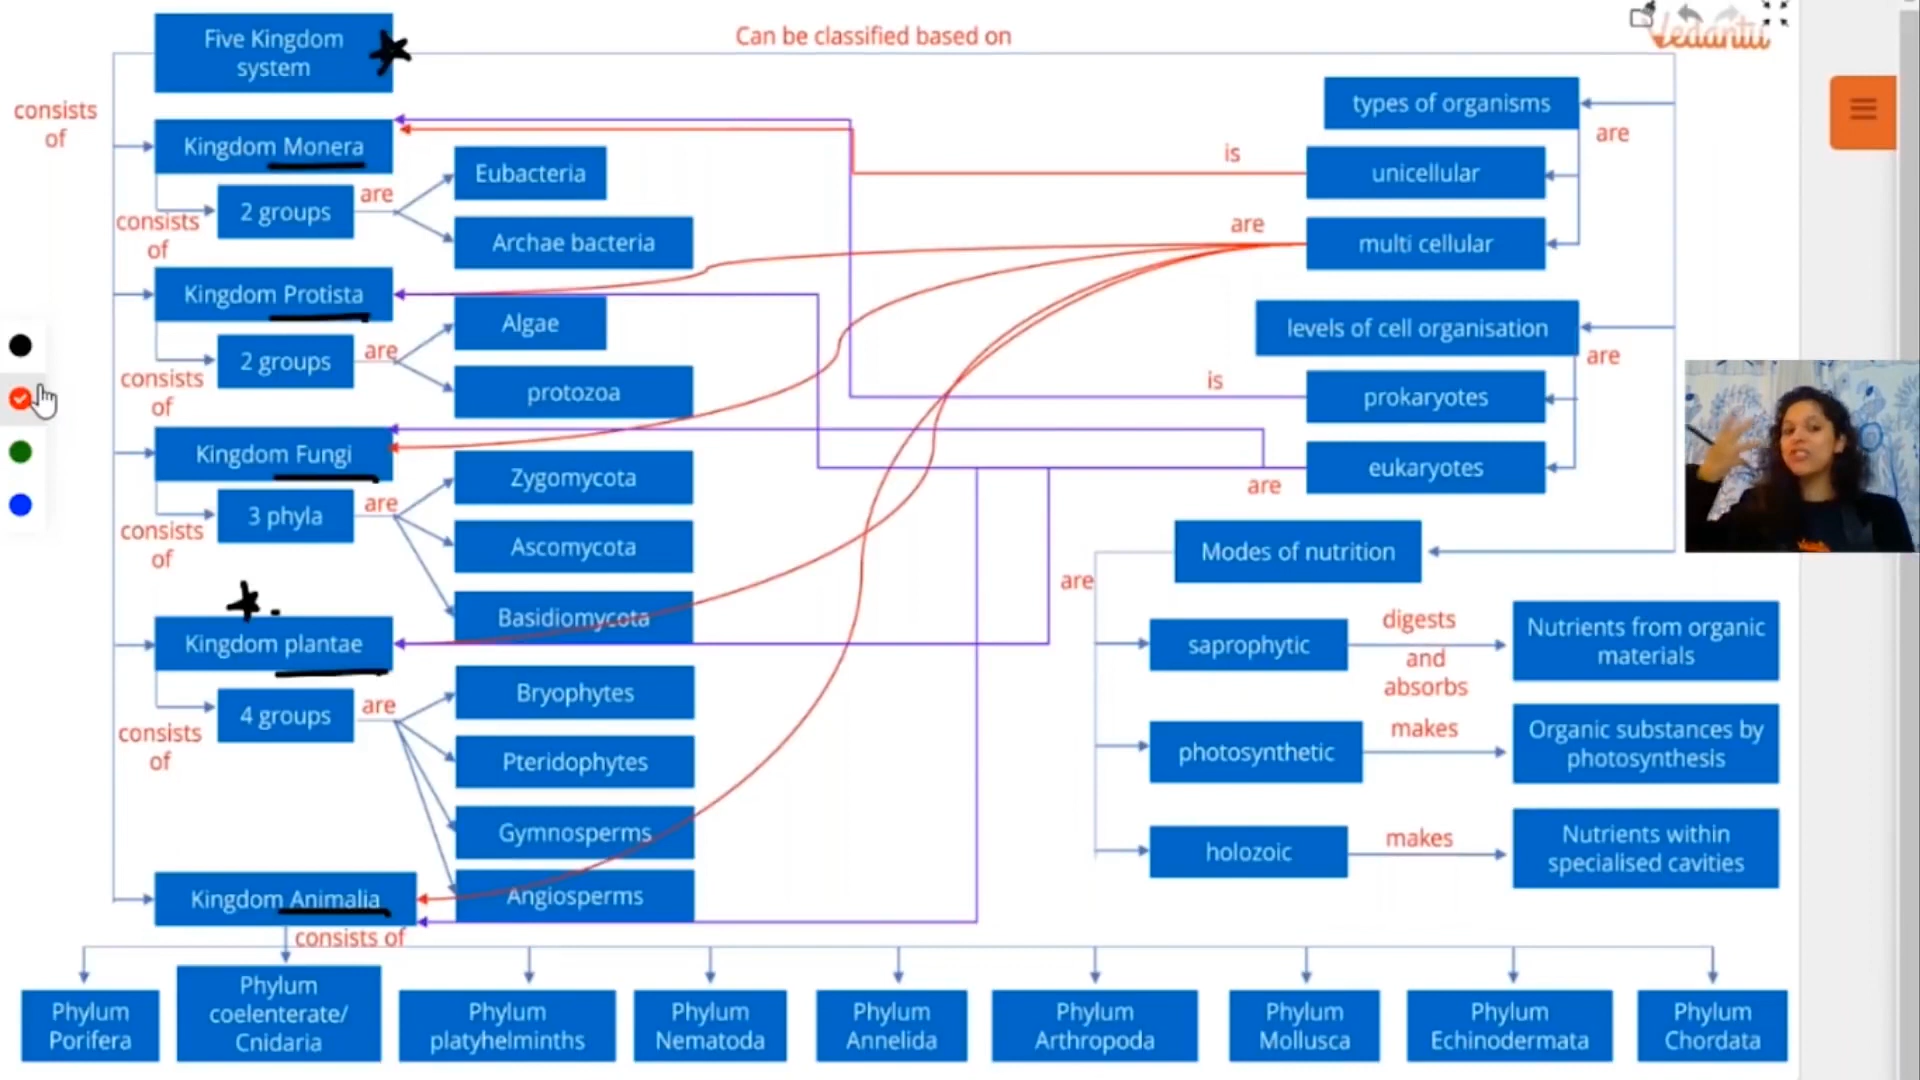 Five Kingdom
system
Can be classified based on
Vedantu
consists
of
types of organisms
are
Kingdom Monera
is
unicellular
Eubacteria
2 groups
are
consists
of
Archae bacteria
are
multi cellular
Kingdom Protista
Algae
levels of cell organisation
are
2 groups
are
consists
of
protozoa
is
prokaryotes
Kingdom Fungi
Zygomycota
eukaryotes
are
3 phyla
are
consists
of
Ascomycota
Modes of nutrition
are
Basidiomycota
Kingdom plantae
saprophytic
digests
and
absorbs
Nutrients from organic
materials
4 groups
are
consists
of
Bryophytes
Pteridophytes
photosynthetic
makes
Organic substances by
photosynthesis
Gymnosperms
holozoic
makes
Nutrients within
specialised cavities
Kingdom Animalia
Angiosperms
consists of
Phylum
Porifera
Phylum
coelenterate/
Cnidaria
Phylum
platyhelminths
Phylum
Nematoda
Phylum
Annelida
Phylum
Arthropoda
Phylum
Mollusca
Phylum
Echinodermata
Phylum
Chordata